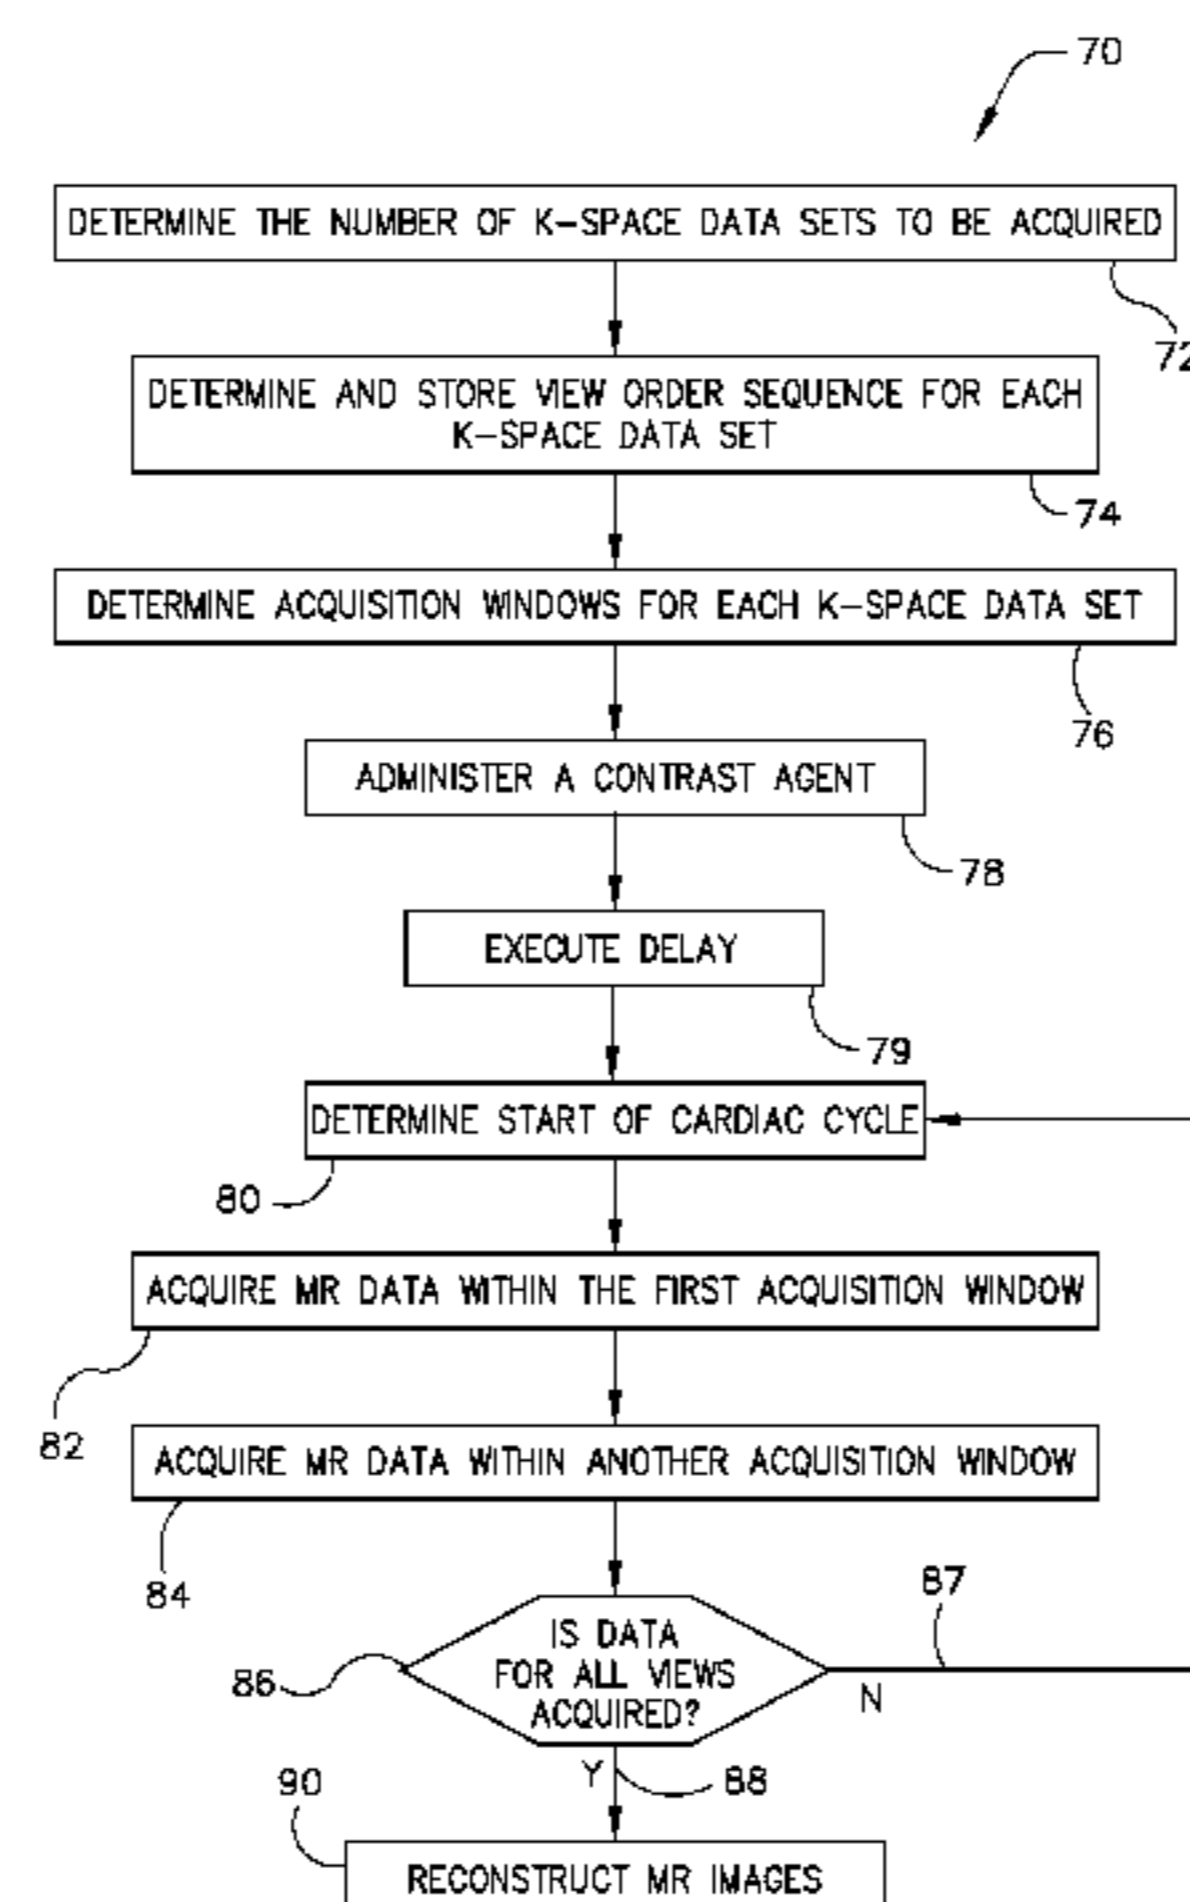 70
DETERMINE THE NUMBER OF K-SPACE DATA SETS TO BE ACQUIRED
72
DETERMINE AND STORE VIEW ORDER SEQUENCE FOR EACH
K-SPACE DATA SET
74
DETERMINE ACQUISITION WINDOWS FOR EACH K-SPACE DATA SET
76
ADMINISTER A CONTRAST AGENT
78
EXECUTE DELAY
79
DETERMINE START OF CARDIAC CYCLE
80
ACQUIRE MR DATA WITHIN THE FIRST ACQUISITION WINDOW
82
ACQUIRE MR DATA WITHIN ANOTHER ACQUISITION WINDOW
84
87
IS DATA
FOR ALL VIEWS
ACQUIRED?
86
N
Y
88
90
RECONSTRUCT MR IMAGES